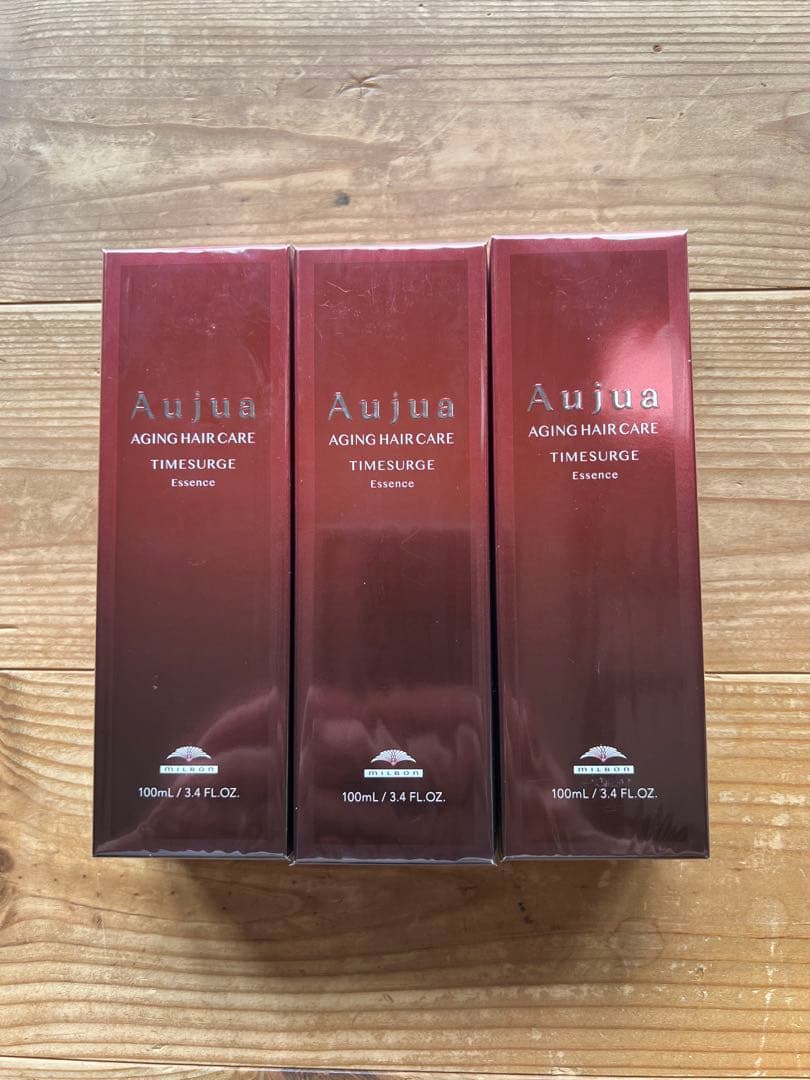 Aujua
AGING HAIR CARE
TIMESURGE
Essence
MILBON
100mL / 3.4 FL.OZ.
Aujua
AGING HAIR CARE
TIMESURGE
Essence
MILBON
100mL / 3.4 FL.OZ.
Aujua
AGING HAIR CARE
TIMESURGE
Essence
MILBON
100mL / 3.4 FL.OZ.